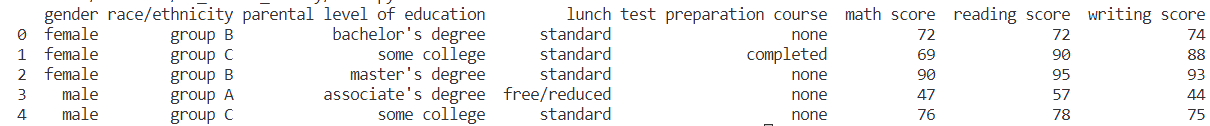 gender race/ethnicity parental level of education lunch test preparation course math score reading score writing score
0 female group B bachelor's degree standard none 72 72 74
1 female group C some college standard completed 69 90 88
2 female group B master's degree standard none 90 95 93
3 male group A associate's degree free/reduced none 47 57 44
4 male group C some college standard none 76 78 75